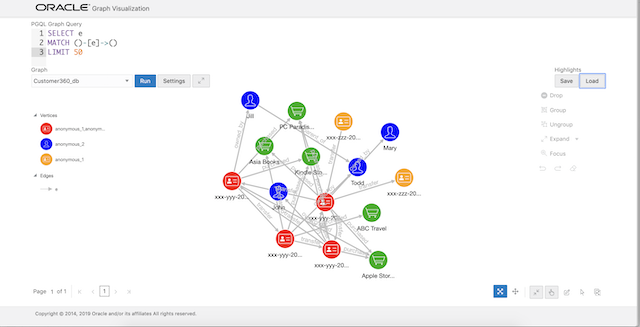 ORACLE® Graph Visualization
PGQL Graph Query
1 SELECT e
2 MATCH ()-[e]->()
3 LIMIT 50
Graph
Customer360_db
Run
Settings
Highlights
Save
Load
Drop
Group
Ungroup
Expand
Focus
Vertices
anonymous_1,anonym...
anonymous_2
anonymous_1
Edges
e
Jill
PC Paradis...
xxx-zzz-20...
Mary
Asia Books
Kindle Sto...
Todd
xxx-yyy-20...
xxx-zzz-20...
John
xxx-yyy-20...
ABC Travel
xxx-yyy-20...
xxx-yyy-20...
Apple Stor...
transfer
Page 1 of 1
1
Copyright © 2014, 2019 Oracle and/or its affiliates All rights reserved.